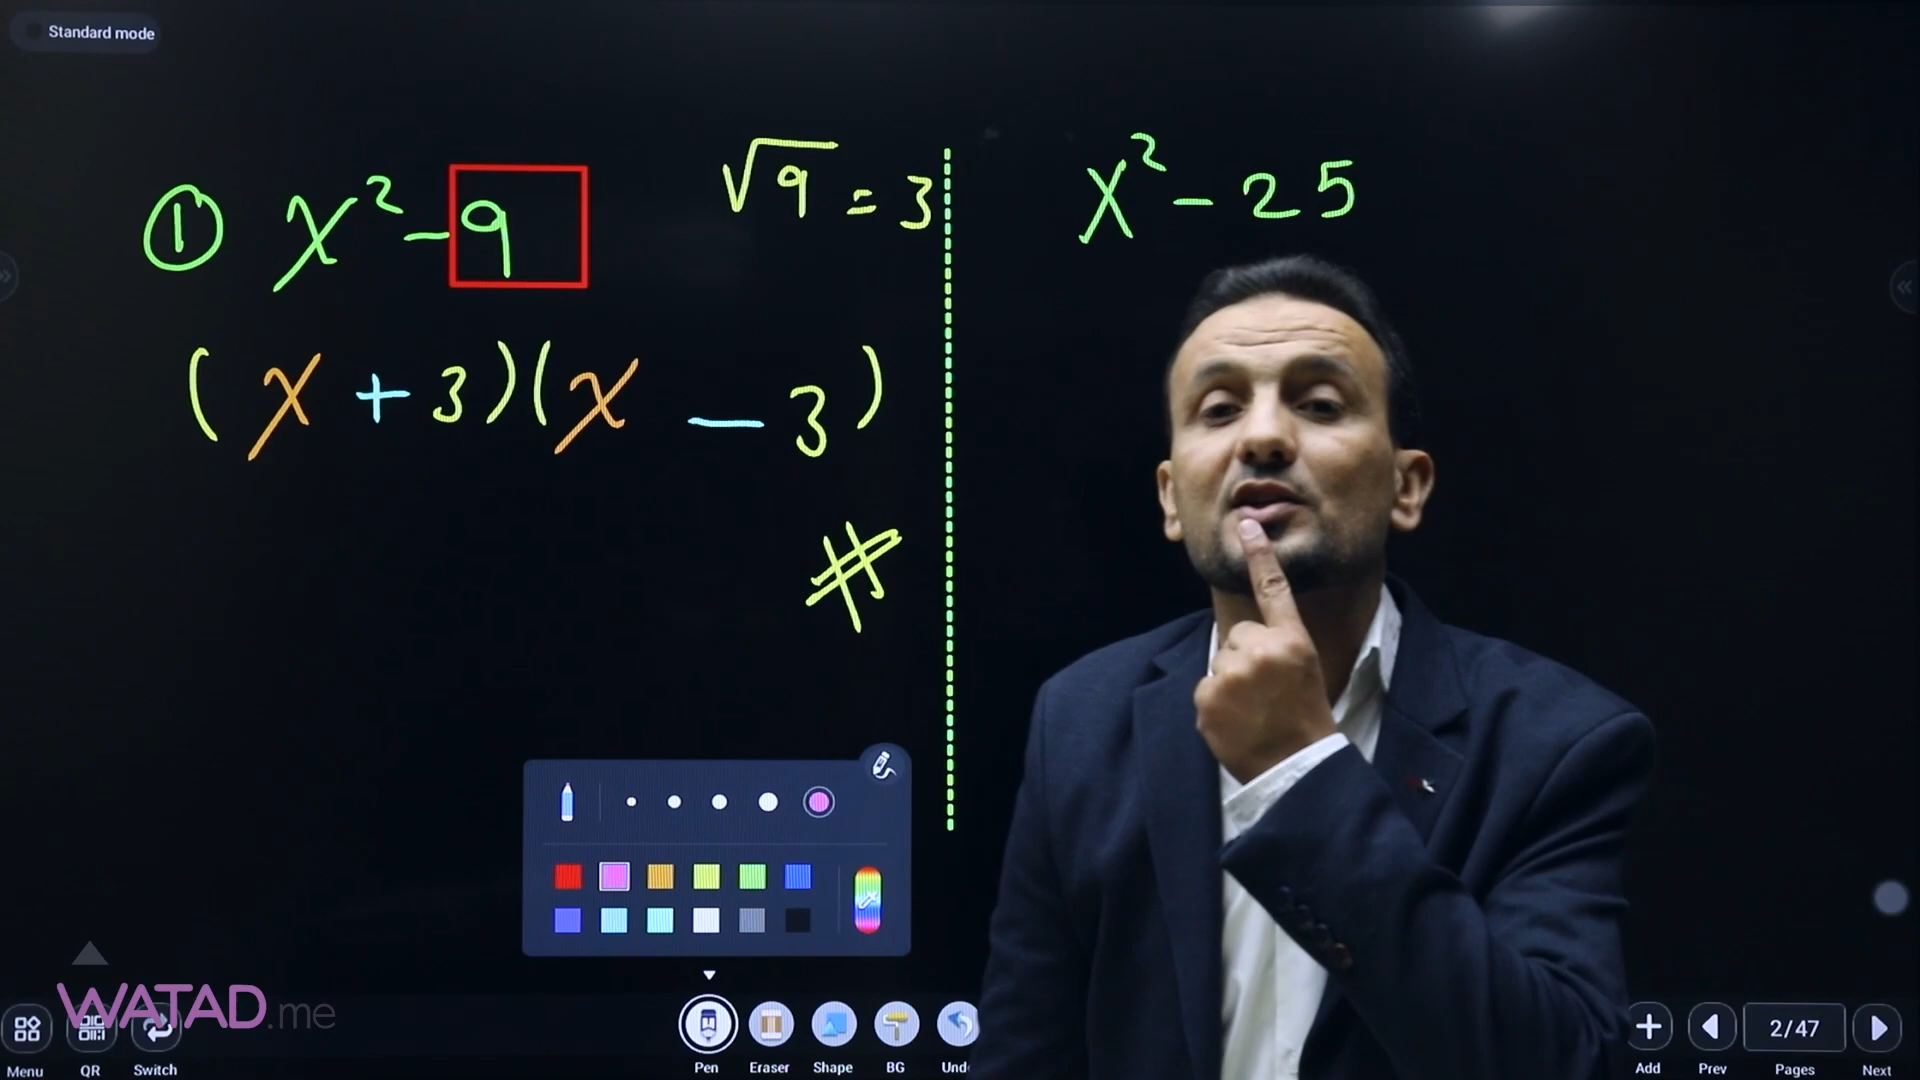 Standard mode
① x² - 9
√9 = 3
x² - 25
(x + 3)(x - 3)
#
WATAD.me
Menu
QR
Switch
Pen
Eraser
Shape
BG
Und
Add
Prev
2/47
Pages
Next